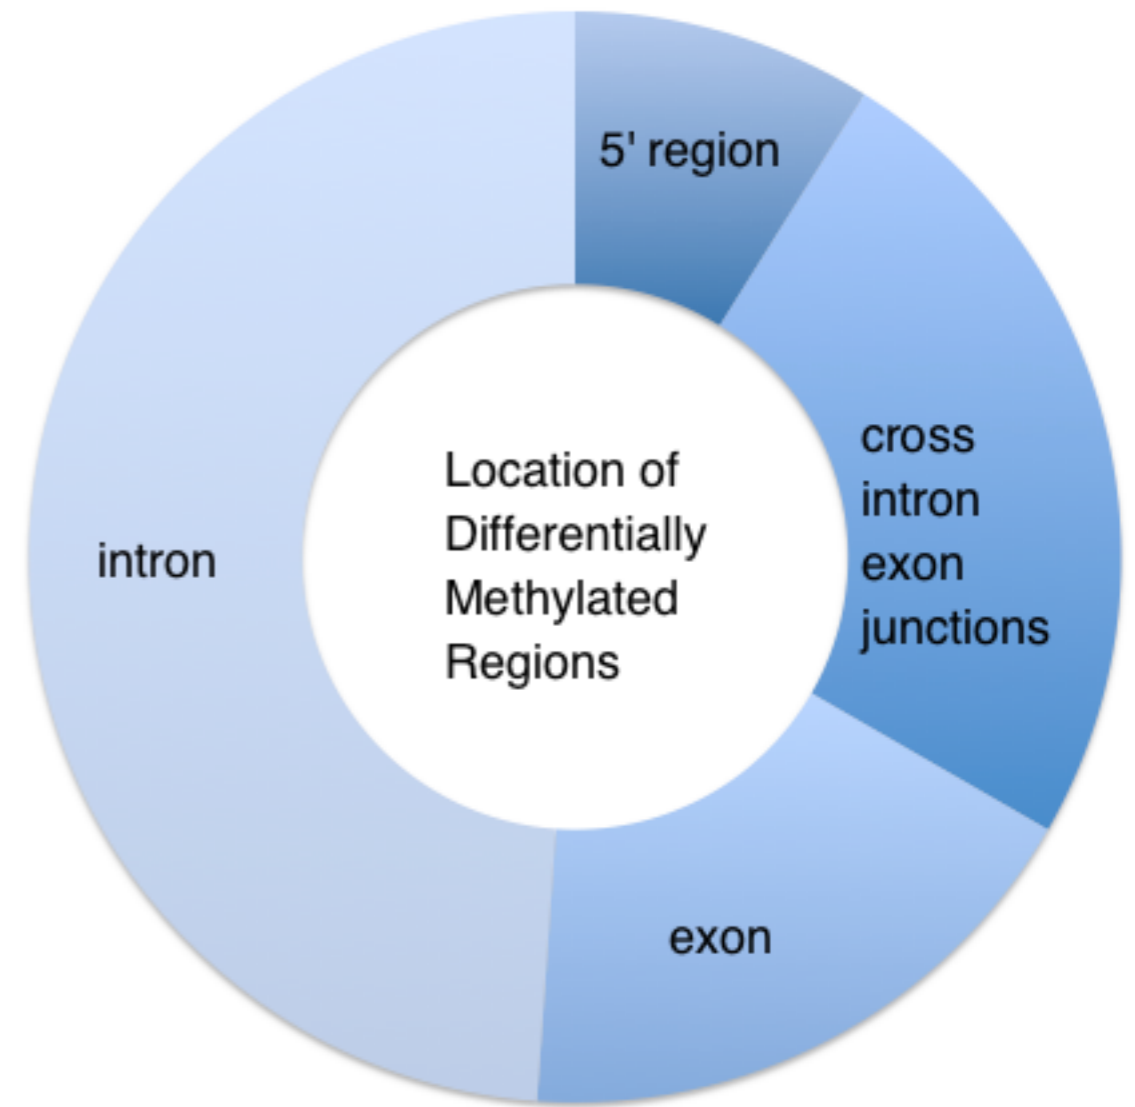 5' region
cross
intron
exon
junctions
Location of
Differentially
Methylated
Regions
intron
exon